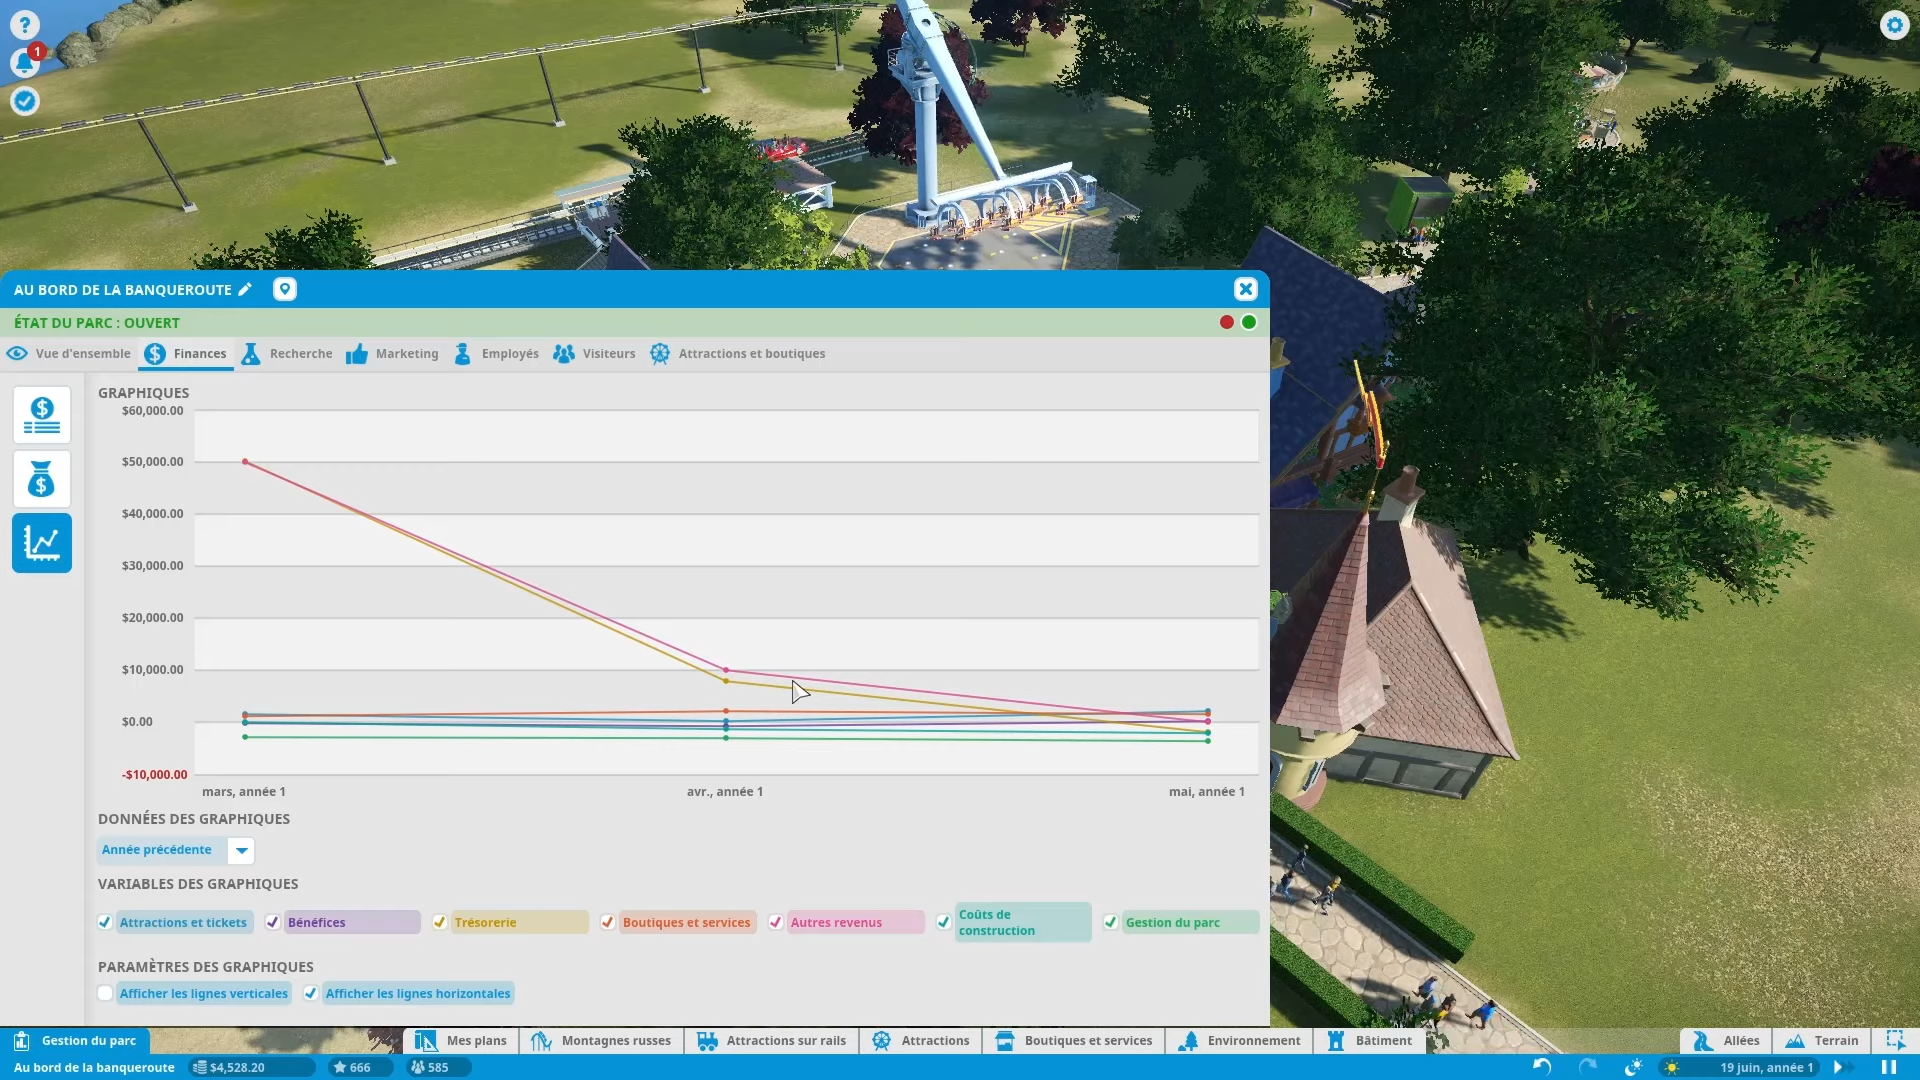 ?
1
AU BORD DE LA BANQUEROUTE
ÉTAT DU PARC : OUVERT
Vue d'ensemble
Finances
Recherche
Marketing
Employés
Visiteurs
Attractions et boutiques
GRAPHIQUES
$60,000.00
$50,000.00
$40,000.00
$30,000.00
$20,000.00
$10,000.00
$0.00
-$10,000.00
mars, année 1
avr., année 1
mai, année 1
DONNÉES DES GRAPHIQUES
Année précédente
VARIABLES DES GRAPHIQUES
Attractions et tickets
Bénéfices
Trésorerie
Boutiques et services
Autres revenus
Coûts de
construction
Gestion du parc
PARAMÈTRES DES GRAPHIQUES
Afficher les lignes verticales
Afficher les lignes horizontales
Gestion du parc
Mes plans
Montagnes russes
Attractions sur rails
Attractions
Boutiques et services
Environnement
Bâtiment
Allées
Terrain
Au bord de la banqueroute
$4,528.20
666
585
19 juin, année 1